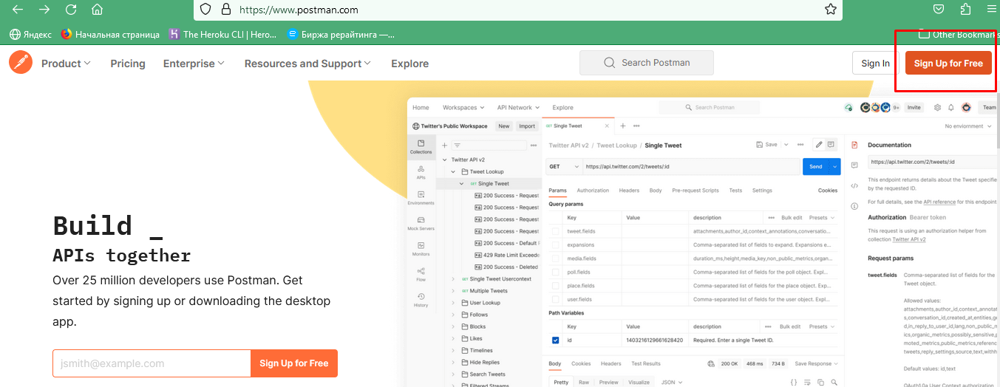 https://www.postman.com
Яндекс Начальная страница The Heroku CLI | Hero... Биржа рерайтинга —... Other Bookmarks
Product Pricing Enterprise Resources and Support Explore Search Postman Sign In Sign Up for Free
Build _
APIs together
Over 25 million developers use Postman. Get
started by signing up or downloading the desktop
app.
jsmith@example.com Sign Up for Free
Home Workspaces API Network Explore Search Postman 9+ Invite Team
Twitter's Public Workspace New Import GET Single Tweet No enviornment
Collections
APIs
Environments
Mock Servers
Monitors
Flow
History
Twitter API v2
Tweet Lookup
GET Single Tweet
200 Success - Request
200 Success - Request
200 Success - Request
200 Success - Request
200 Success - Default
429 Rate Limit Exceede
200 Success - Deleted
GET Single Tweet Usercontext
GET Multiple Tweets
User Lookup
Follows
Blocks
Likes
Timelines
Hide Replies
Search Tweets
Filtered Streams
Twitter API v2 / Tweet Lookup / Single Tweet Save
GET https://api.twitter.com/2/tweets/:id Send
Params Authorization Headers Body Pre-request Scripts Tests Settings Cookies
Query params
Key Value description Bulk edit Presets
tweet.fields attachments,author_id,context_annotations,conversatio...
expansions Comma-separated list of fields to expand. Expansions e...
media.fields duration_ms,height,media_key,non_public_metrics,organ...
poll.fields Comma-separated list of fields for the poll object. Expl...
place.fields Comma-separated list of fields for the place object. Exp...
user.fields Comma-separated list of fields for the user object. Expl...
Path Variables
Key Value description Bulk edit Presets
id 1403216129661628420 Required. Enter a single Tweet ID.
Body Cookies Headers Test Results 200 OK 468 ms 734 B Save Response
Pretty Raw Preview Visualize JSON
Documentation
https://api.twitter.com/2/tweets/:id
This endpoint returns details about the Tweet specifie
by the requested ID.
For full details, see the API reference for this endpoint
Authorization Bearer token
This request is using an authorization helper from
collection Twitter API v2
Request params
tweet.fields Comma-separated list of fields for the
Tweet object.
Allowed values:
attachments,author_id,context_annotat
s,conversation_id,created_at,entities,ge
d,in_reply_to_user_id,lang,non_public_m
ics,organic_metrics,possibly_sensitive,p
moted_metrics,public_metrics,referenc
tweets,reply_settings,source,text,withh
Default values: id,text
OAuth1.0a User Context authorization